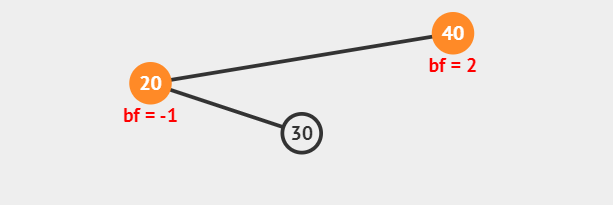 40
bf = 2
20
bf = -1
30